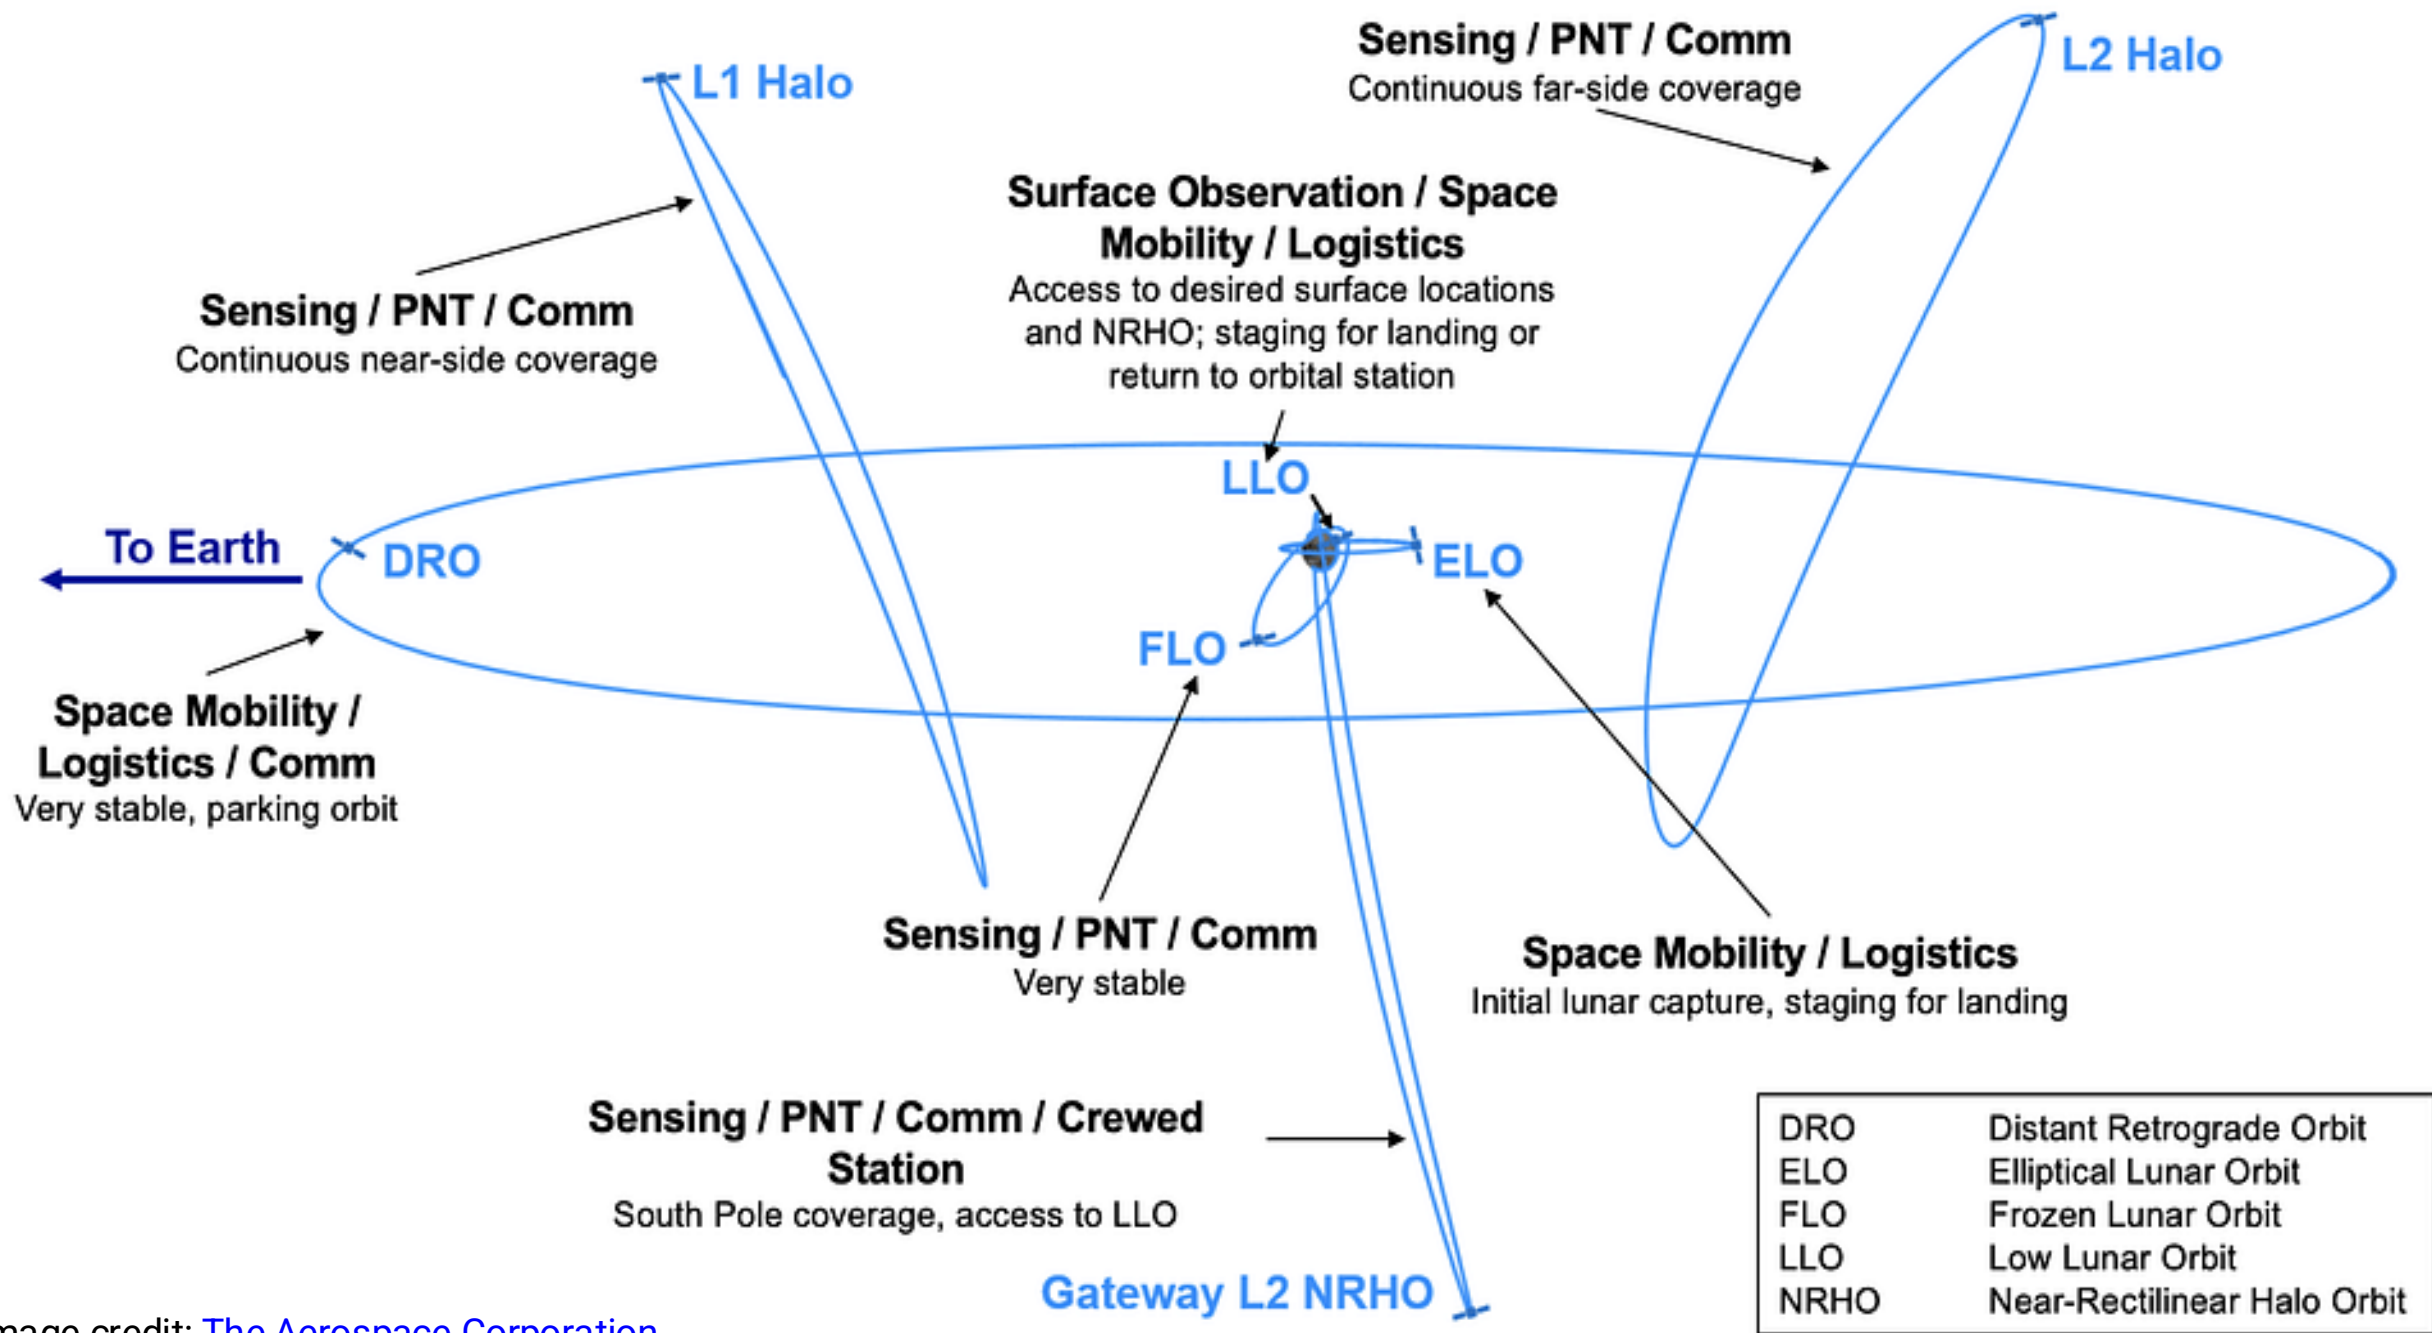 Sensing / PNT / Comm
Continuous far-side coverage
L2 Halo
L1 Halo
Surface Observation / Space
Mobility / Logistics
Access to desired surface locations
and NRHO; staging for landing or
return to orbital station
Sensing / PNT / Comm
Continuous near-side coverage
LLO
To Earth
DRO
ELO
FLO
Space Mobility /
Logistics / Comm
Very stable, parking orbit
Sensing / PNT / Comm
Very stable
Space Mobility / Logistics
Initial lunar capture, staging for landing
Sensing / PNT / Comm / Crewed
Station
South Pole coverage, access to LLO
Gateway L2 NRHO
DRO Distant Retrograde Orbit
ELO Elliptical Lunar Orbit
FLO Frozen Lunar Orbit
LLO Low Lunar Orbit
NRHO Near-Rectilinear Halo Orbit
mage credit: The Aerospace Corporation